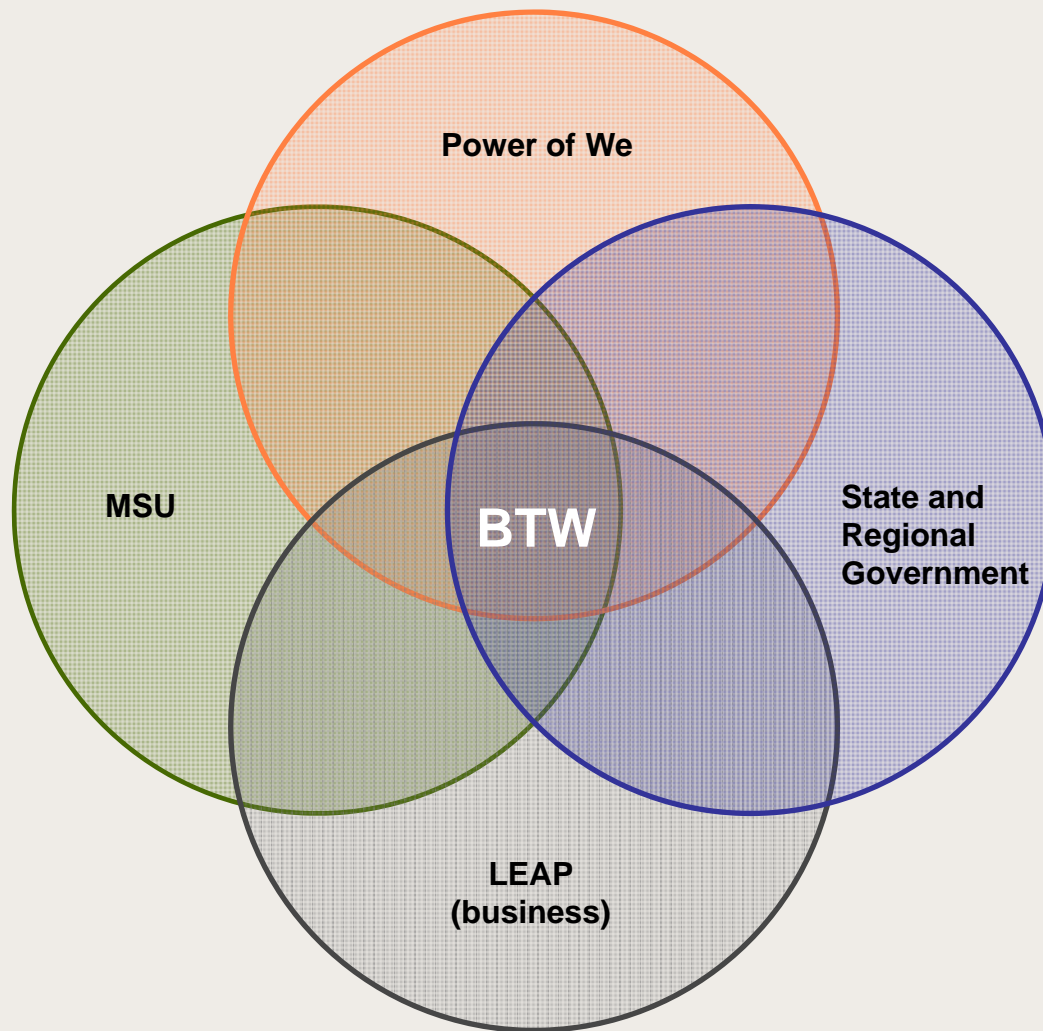 Power of We
MSU
BTW
State and
Regional
Government
LEAP
(business)